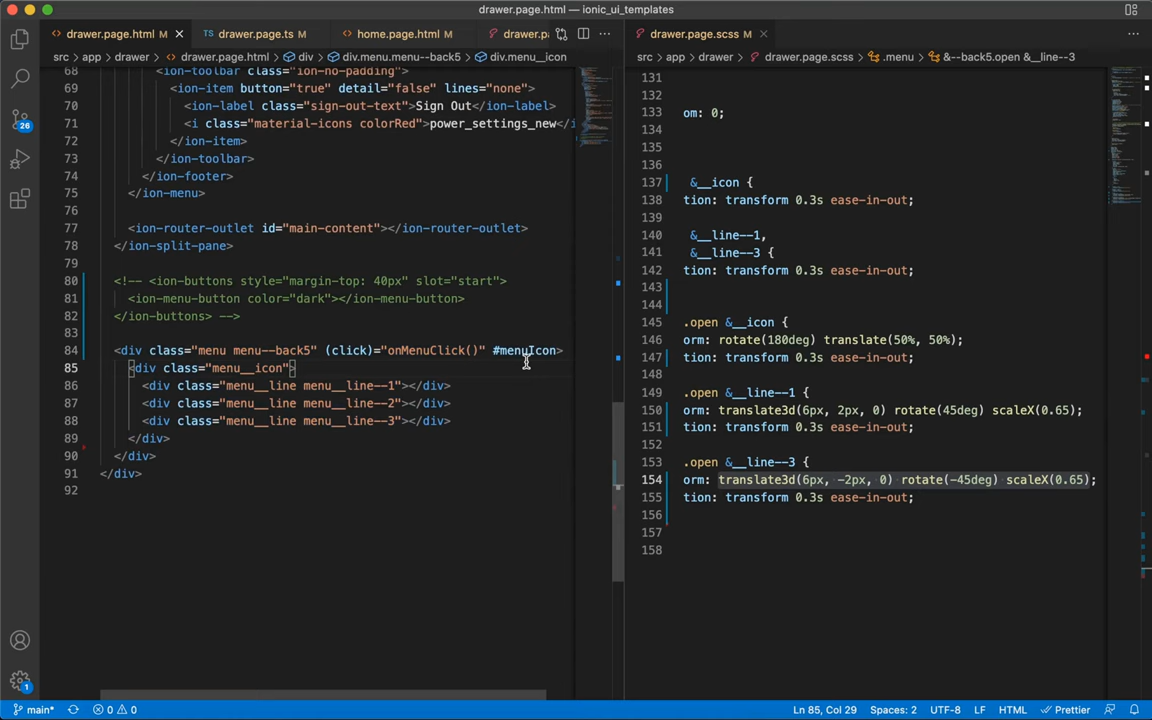 drawer.page.html — ionic_ui_templates
drawer.page.html M
drawer.page.ts M
home.page.html M
drawer.pa
drawer.page.scss M
src > app > drawer > drawer.page.html > div > div.menu.menu--back5 > div.menu__icon
src > app > drawer > drawer.page.scss > .menu > &--back5.open &__line--3
68 <ion-toolbar class="ion-no-padding">
69 <ion-item button="true" detail="false" lines="none">
70 <ion-label class="sign-out-text">Sign Out</ion-label>
71 <i class="material-icons colorRed">power_settings_new</i
72 </ion-item>
73 </ion-toolbar>
74 </ion-footer>
75 </ion-menu>
76
77 <ion-router-outlet id="main-content"></ion-router-outlet>
78 </ion-split-pane>
79
80 <!-- <ion-buttons style="margin-top: 40px" slot="start">
81 <ion-menu-button color="dark"></ion-menu-button>
82 </ion-buttons> -->
83
84 <div class="menu menu--back5" (click)="onMenuClick()" #menuIcon>
85 <div class="menu__icon">
86 <div class="menu__line menu__line--1"></div>
87 <div class="menu__line menu__line--2"></div>
88 <div class="menu__line menu__line--3"></div>
89 </div>
90 </div>
91 </div>
92
131
132
133 om: 0;
134
135
136
137 &__icon {
138 tion: transform 0.3s ease-in-out;
139
140 &__line--1,
141 &__line--3 {
142 tion: transform 0.3s ease-in-out;
143
144
145 .open &__icon {
146 orm: rotate(180deg) translate(50%, 50%);
147 tion: transform 0.3s ease-in-out;
148
149 .open &__line--1 {
150 orm: translate3d(6px, 2px, 0) rotate(45deg) scaleX(0.65);
151 tion: transform 0.3s ease-in-out;
152
153 .open &__line--3 {
154 orm: translate3d(6px, -2px, 0) rotate(-45deg) scaleX(0.65);
155 tion: transform 0.3s ease-in-out;
156
157
158
26
1
main* 0 0 Ln 85, Col 29 Spaces: 2 UTF-8 LF HTML Prettier